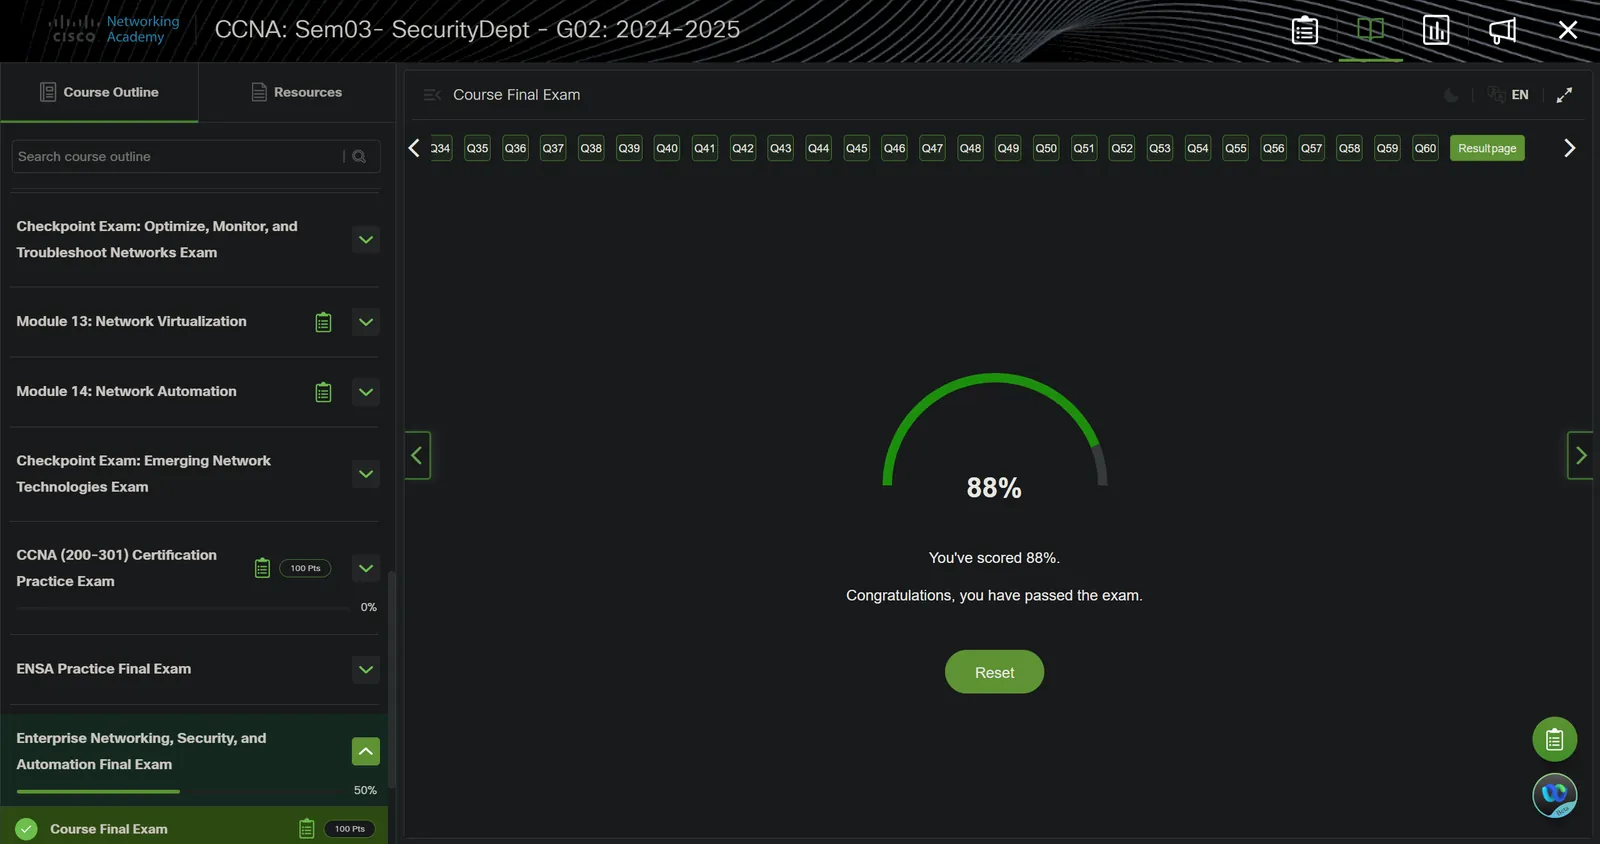 CISCO
Networking
Academy
CCNA: Sem03- SecurityDept - G02: 2024-2025
Course Outline
Resources
Search course outline
Checkpoint Exam: Optimize, Monitor, and
Troubleshoot Networks Exam
Module 13: Network Virtualization
Module 14: Network Automation
Checkpoint Exam: Emerging Network
Technologies Exam
CCNA (200-301) Certification
Practice Exam
100 Pts
0%
ENSA Practice Final Exam
Enterprise Networking, Security, and
Automation Final Exam
50%
Course Final Exam
100 Pts
Course Final Exam
EN
Q34 Q35 Q36 Q37 Q38 Q39 Q40 Q41 Q42 Q43 Q44 Q45 Q46 Q47 Q48 Q49 Q50 Q51 Q52 Q53 Q54 Q55 Q56 Q57 Q58 Q59 Q60 Resultpage
88%
You've scored 88%.
Congratulations, you have passed the exam.
Reset
Beta